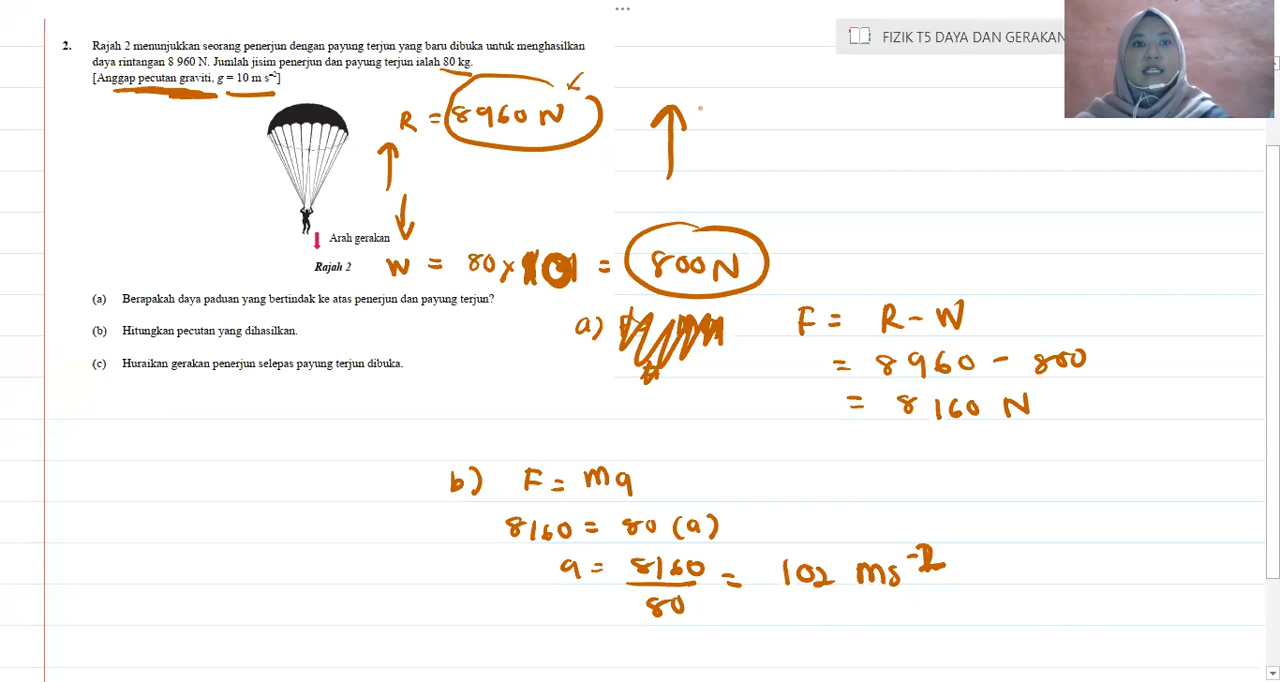 FIZIK T5 DAYA DAN GERAKAN
2. Rajah 2 menunjukkan seorang penerjun dengan payung terjun yang baru dibuka untuk menghasilkan
daya rintangan 8 960 N. Jumlah jisim penerjun dan payung terjun ialah 80 kg.
[Anggap pecutan graviti, g = 10 m s⁻²]
R = 8960 N
Arah gerakan
Rajah 2
W = 80 × 10 = 800 N
(a) Berapakah daya paduan yang bertindak ke atas penerjun dan payung terjun?
(b) Hitungkan pecutan yang dihasilkan.
(c) Huraikan gerakan penerjun selepas payung terjun dibuka.
a)
F = R - W
= 8960 - 800
= 8160 N
b) F = ma
8160 = 80 (a)
a = 8160/80 = 102 ms⁻²